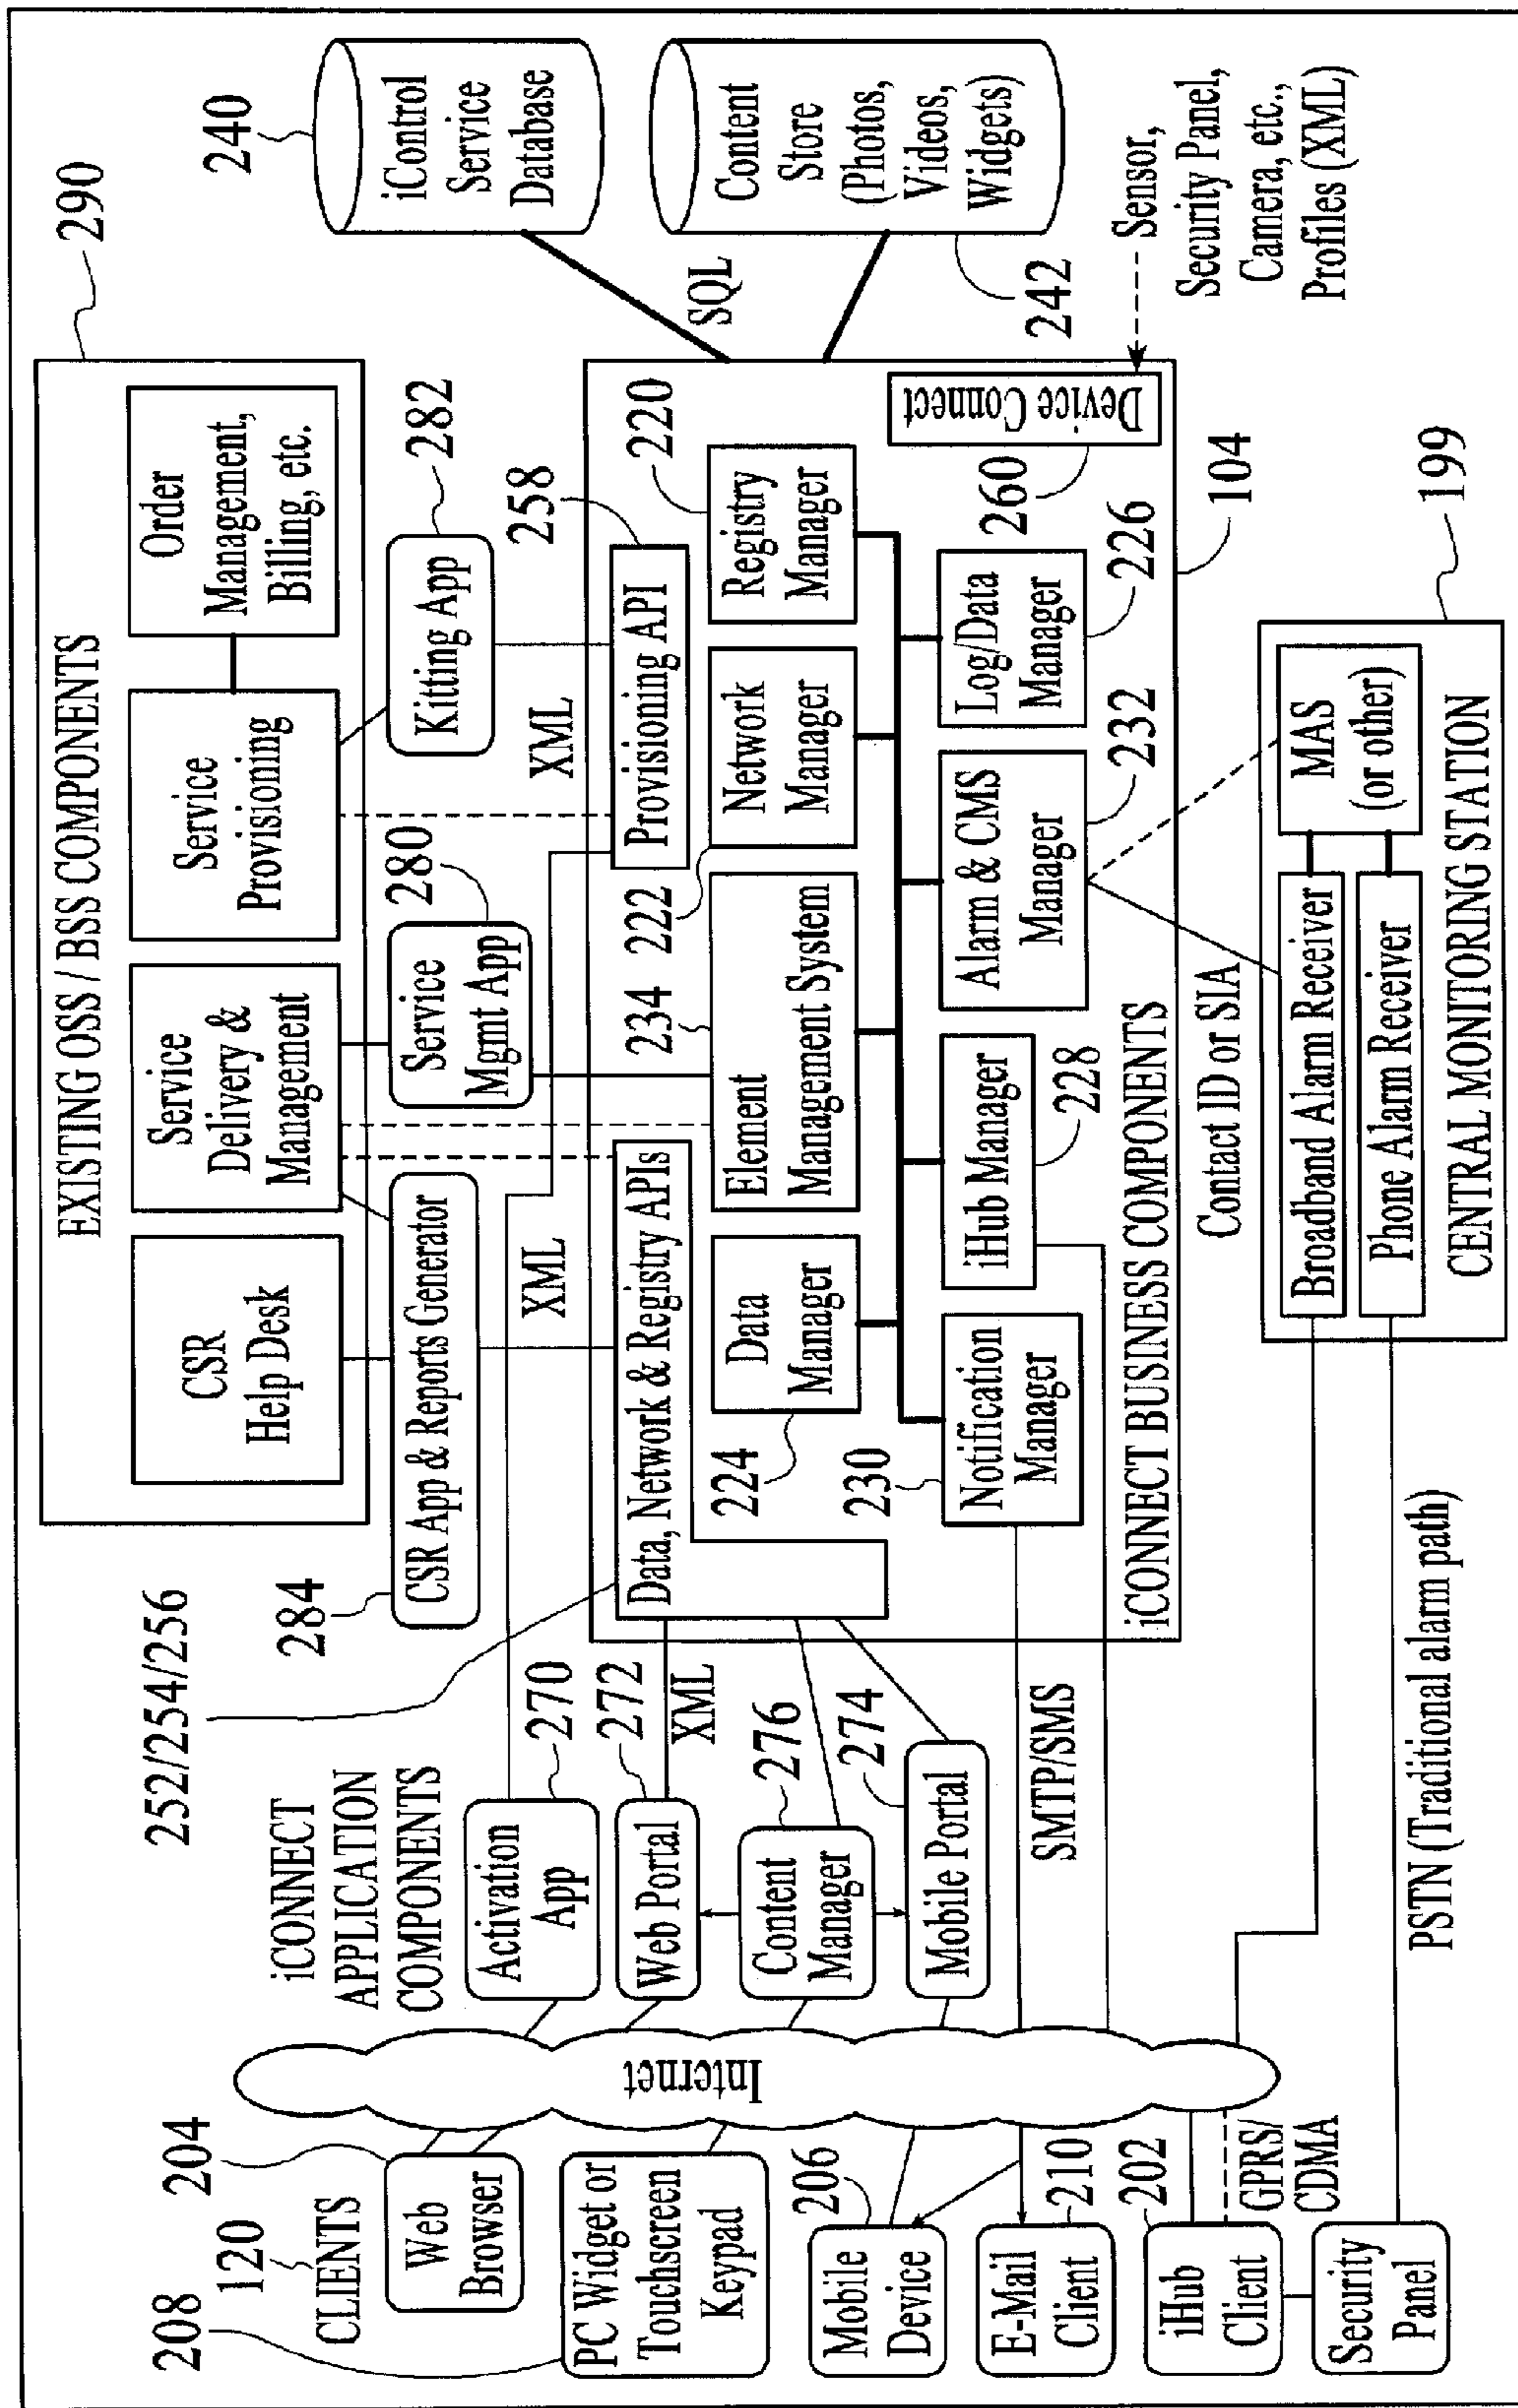 208
120
CLIENTS
204
Web
Browser
PC Widget or
Touchscreen
Keypad
Mobile
Device
206
E-Mail
Client
210
iHub
Client
202
GPRS/
CDMA
Security
Panel
Internet
252/254/256
iCONNECT
APPLICATION
COMPONENTS
Activation
App
270
Web Portal
272
XML
Content
Manager
276
Mobile Portal
274
SMTP/SMS
PSTN (Traditional alarm path)
EXISTING OSS / BSS COMPONENTS
290
CSR
Help Desk
Service
Delivery &
Management
Service
Provisioning
Order
Management,
Billing, etc.
284
CSR App & Reports Generator
Service
Mgmt App
280
Kitting App
282
XML
XML
258
Data, Network & Registry APIs
Provisioning API
224
Data
Manager
234
Element
Management System
222
Network
Manager
220
Registry
Manager
230
Notification
Manager
iHub Manager
228
Alarm & CMS
Manager
232
Log/Data
Manager
226
260
Device Connect
iCONNECT BUSINESS COMPONENTS
104
240
iControl
Service
Database
SQL
Content
Store
(Photos,
Videos,
Widgets)
242
Sensor,
Security Panel,
Camera, etc.,
Profiles (XML)
Contact ID or SIA
199
Broadband Alarm Receiver
Phone Alarm Receiver
MAS
(or other)
CENTRAL MONITORING STATION